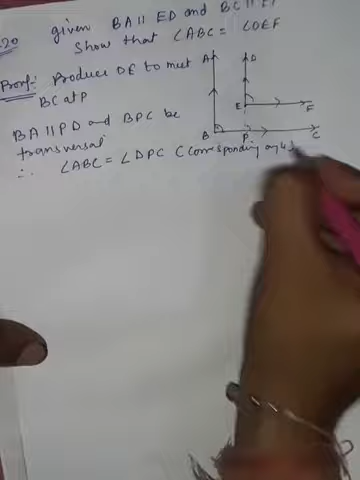 .20 given BA || ED and BC || EF
Show that ∠ABC = ∠DEF
Proof:- Produce DE to meet
BC at P
BA || PD and BPC be
transversal
∴ ∠ABC = ∠DPC (Corresponding
A
D
E
F
B
P
C